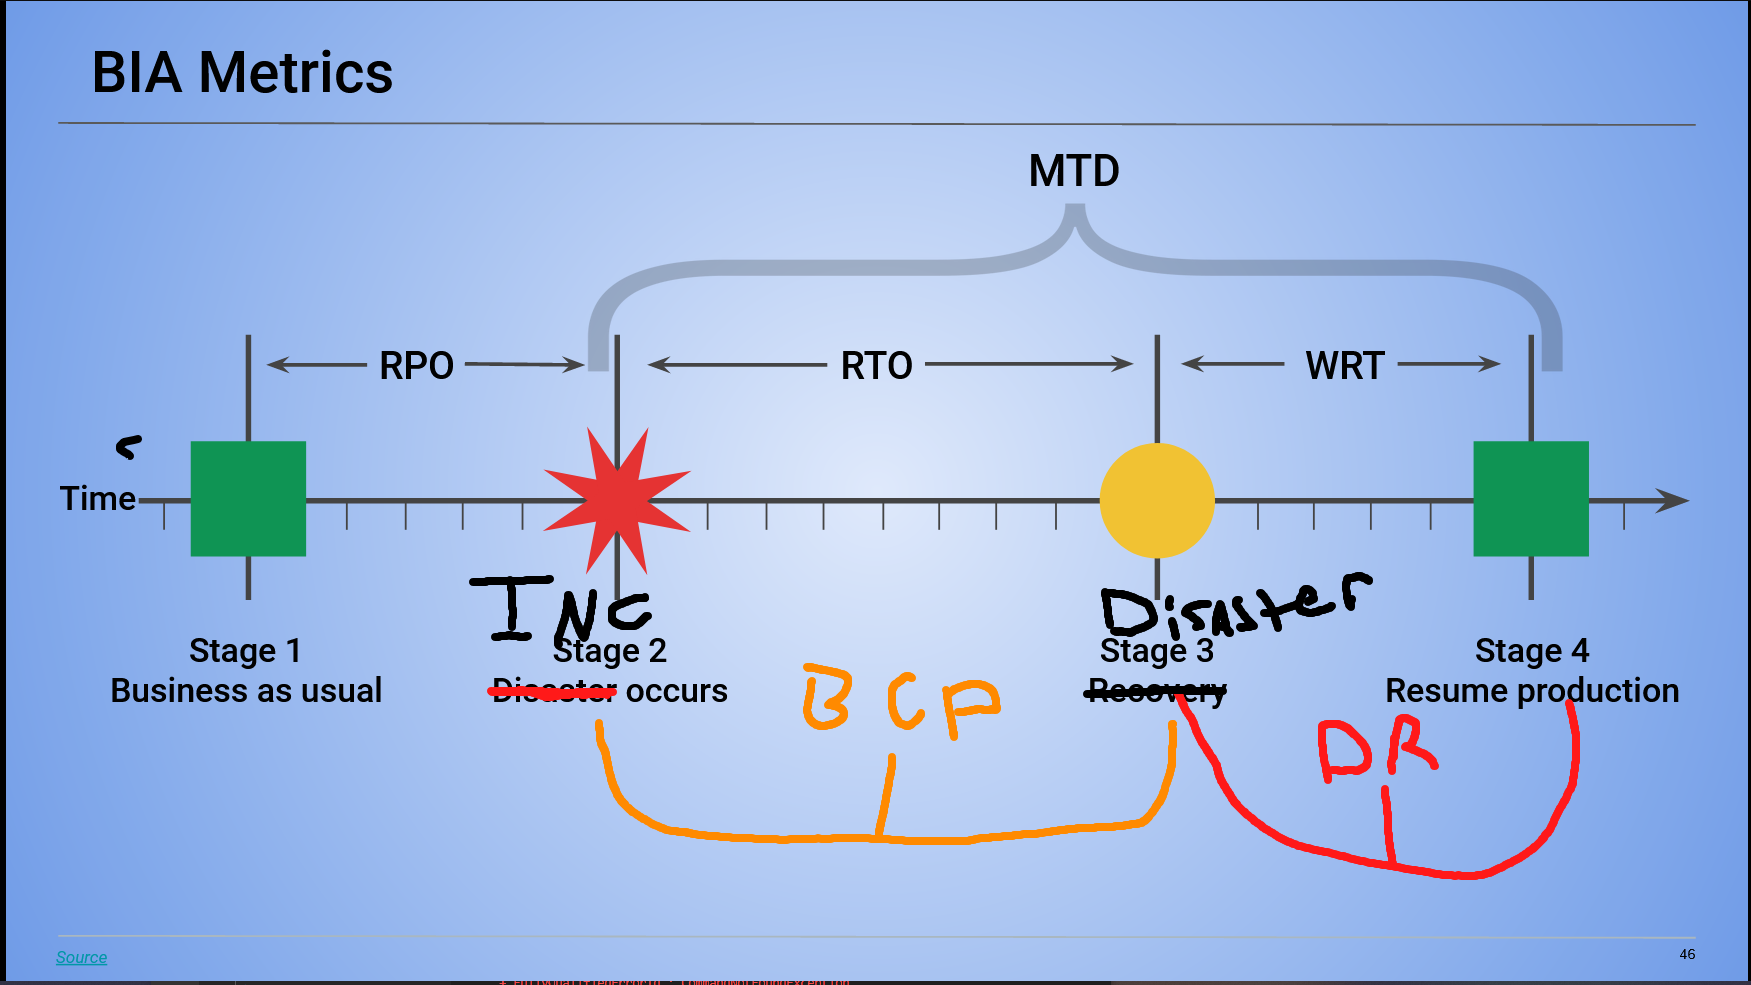 BIA Metrics
MTD
RPO
RTO
WRT
Time
INC
Disaster
Stage 1
Stage 2
Stage 3
Stage 4
Business as usual
Disaster occurs
Recovery
Resume production
BCP
DR
Source
46